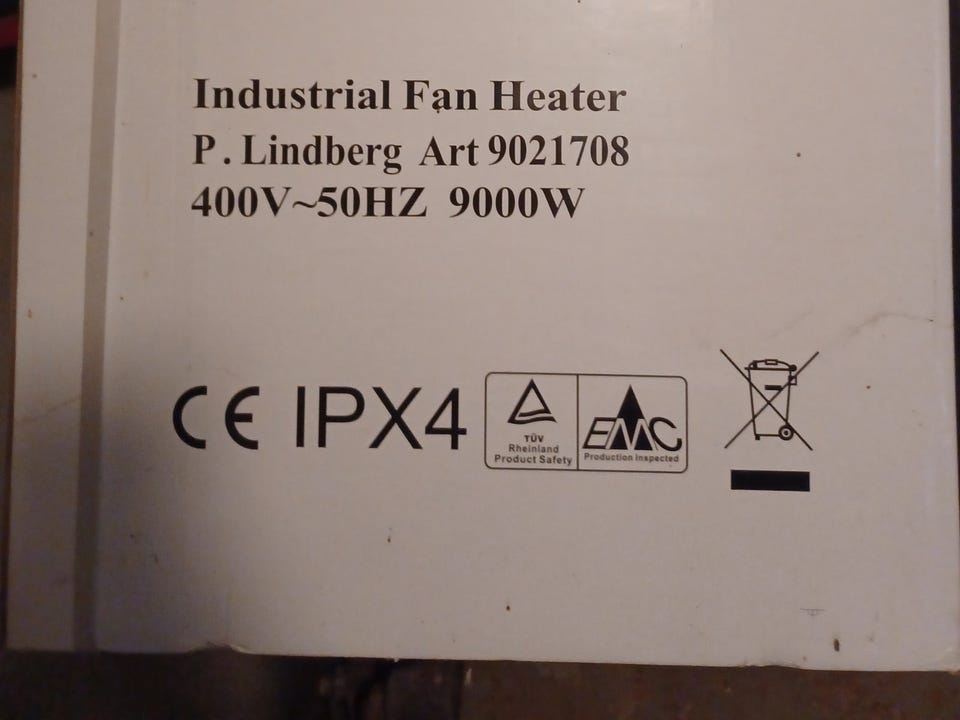 Industrial Fan Heater
P. Lindberg Art 9021708
400V~50HZ 9000W
CE IPX4
TÜV
Rheinland
Product Safety
EMC
Production inspected